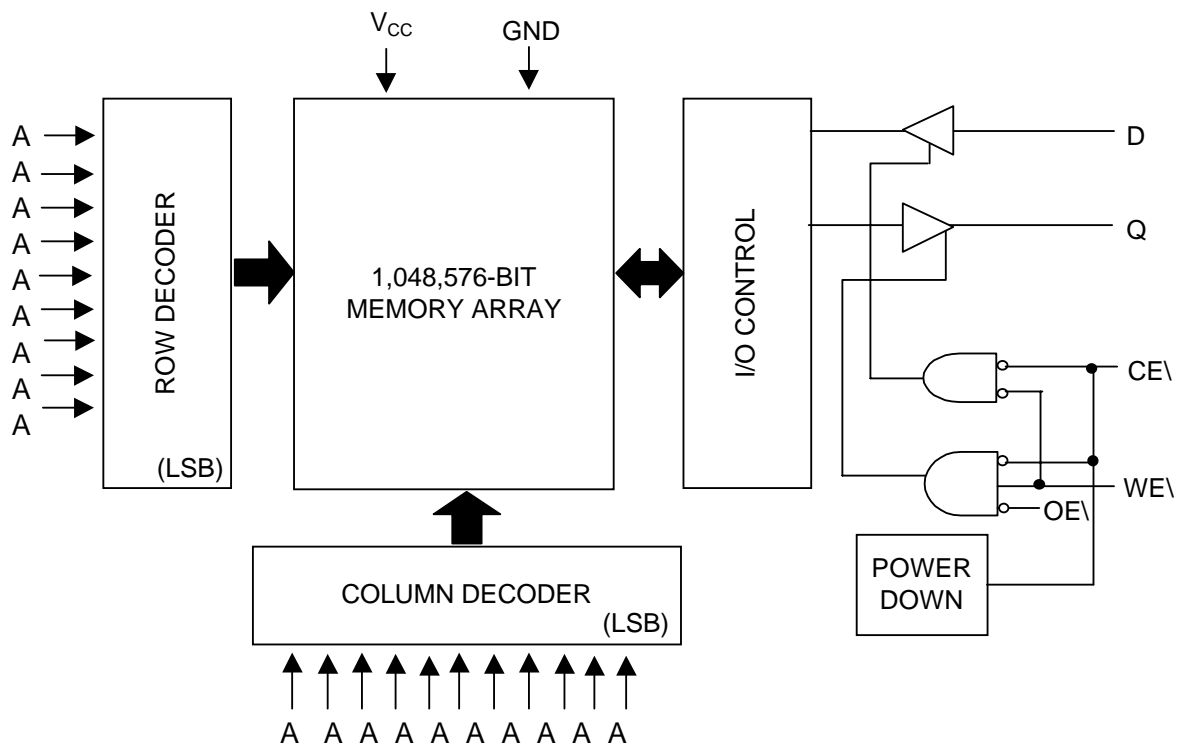 VCC
GND
A
A
A
A
A
A
A
A
A
ROW DECODER
(LSB)
1,048,576-BIT
MEMORY ARRAY
I/O CONTROL
D
Q
CE\
WE\
OE\
POWER
DOWN
COLUMN DECODER
(LSB)
A A A A A A A A A A A